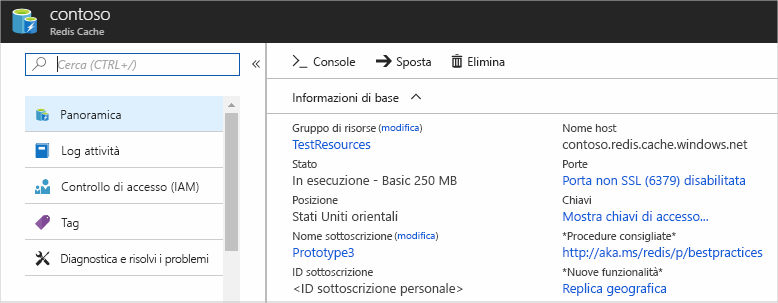 contoso
Redis Cache
Cerca (CTRL+/)
«
Panoramica
Log attività
Controllo di accesso (IAM)
Tag
Diagnostica e risolvi i problemi
Console
Sposta
Elimina
Informazioni di base
Gruppo di risorse (modifica)
TestResources
Stato
In esecuzione - Basic 250 MB
Posizione
Stati Uniti orientali
Nome sottoscrizione (modifica)
Prototype3
ID sottoscrizione
<ID sottoscrizione personale>
Nome host
contoso.redis.cache.windows.net
Porte
Porta non SSL (6379) disabilitata
Chiavi
Mostra chiavi di accesso...
*Procedure consigliate*
http://aka.ms/redis/p/bestpractices
*Nuove funzionalità*
Replica geografica